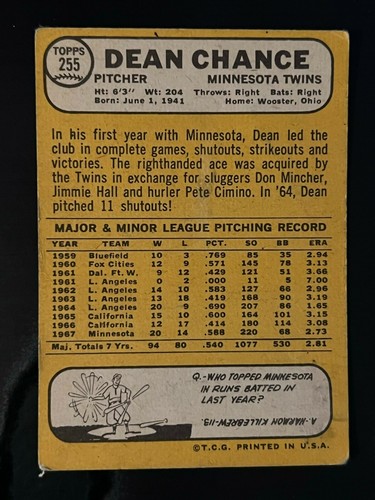 TOPPS
255
DEAN CHANCE
PITCHER MINNESOTA TWINS
Ht: 6'3" Wt: 204 Throws: Right Bats: Right
Born: June 1, 1941 Home: Wooster, Ohio
In his first year with Minnesota, Dean led the
club in complete games, shutouts, strikeouts and
victories. The righthanded ace was acquired by
the Twins in exchange for sluggers Don Mincher,
Jimmie Hall and hurler Pete Cimino. In '64, Dean
pitched 11 shutouts!
MAJOR & MINOR LEAGUE PITCHING RECORD
YEAR TEAM W L PCT. SO BB ERA
1959 Bluefield 10 3 .769 85 35 2.94
1960 Fox Cities 12 9 .571 145 78 3.13
1961 Dal. Ft. W. 9 12 .429 121 51 3.66
1961 L. Angeles 0 2 .000 11 5 7.00
1962 L. Angeles 14 10 .583 127 66 2.96
1963 L. Angeles 13 18 .419 168 90 3.19
1964 L. Angeles 20 9 .690 207 86 1.65
1965 California 15 10 .600 164 101 3.15
1966 California 12 17 .414 180 114 3.08
1967 Minnesota 20 14 .588 220 68 2.73
Maj. Totals 7 Yrs. 94 80 .540 1077 530 2.81
Q.-WHO TOPPED MINNESOTA
IN RUNS BATTED IN
LAST YEAR?
A.-HARMON KILLEBREW-113.
©T.C.G. PRINTED IN U.S.A.